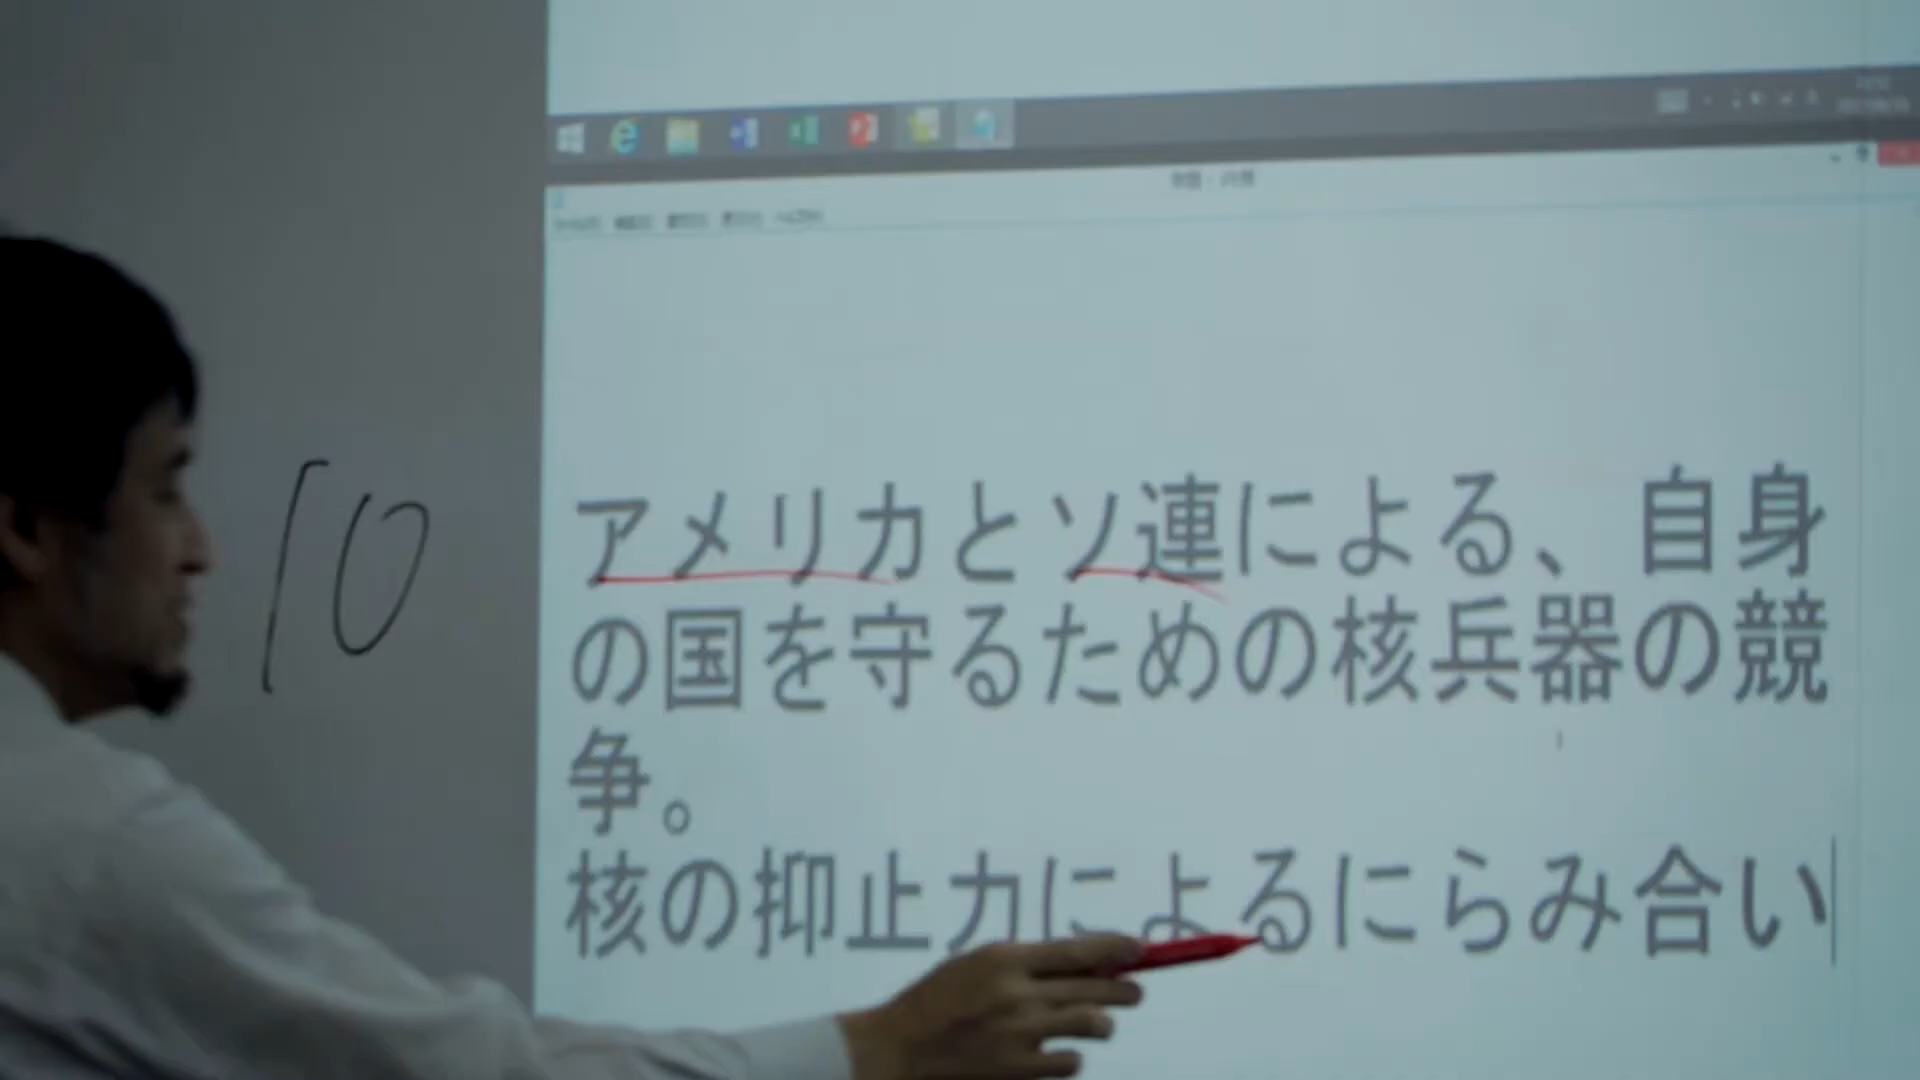 10
アメリカとソ連による、自身
の国を守るための核兵器の競
争。
核の抑止力によるにらみ合い